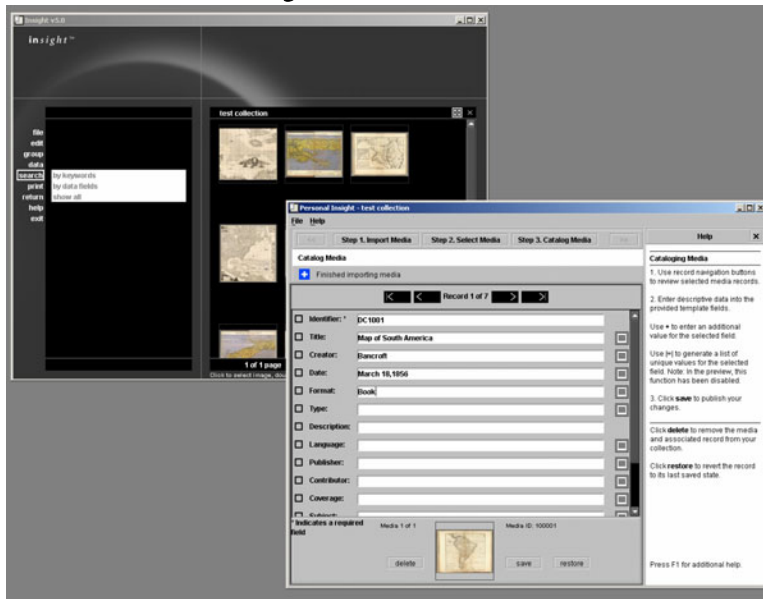 Insight v5.0
insight™
test collection
file
edit
group
data
search
print
return
help
exit
by keywords
by data fields
show all
1 of 1 page
Click to select image, dou
Personal Insight - test collection
File Help
Step 1. Import Media
Step 2. Select Media
Step 3. Catalog Media
Catalog Media
Finished importing media
Record 1 of 7
Identifier: * DC1001
Title: Map of South America
Creator: Bancroft
Date: March 18,1856
Format: Book
Type:
Description:
Language:
Publisher:
Contributor:
Coverage:
Subject:
* Indicates a required
field
Media 1 of 1
Media ID: 100001
delete
save
restore
Help
Cataloging Media
1. Use record navigation buttons
to review selected media records.
2. Enter descriptive data into the
provided template fields.
Use + to enter an additional
value for the selected field.
Use |=| to generate a list of
unique values for the selected
field. Note: In the preview, this
function has been disabled.
3. Click save to publish your
changes.
Click delete to remove the media
and associated record from your
collection.
Click restore to revert the record
to its last saved state.
Press F1 for additional help.